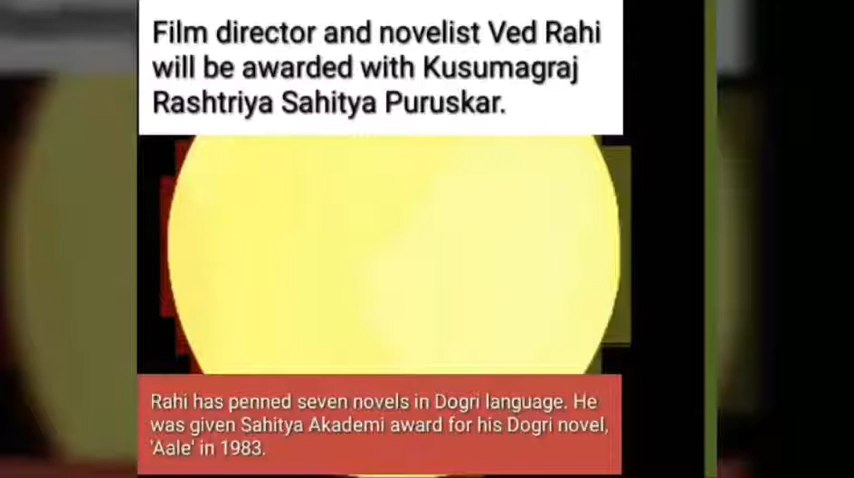 Film director and novelist Ved Rahi
will be awarded with Kusumagraj
Rashtriya Sahitya Puruskar.
Rahi has penned seven novels in Dogri language. He
was given Sahitya Akademi award for his Dogri novel,
'Aale' in 1983.